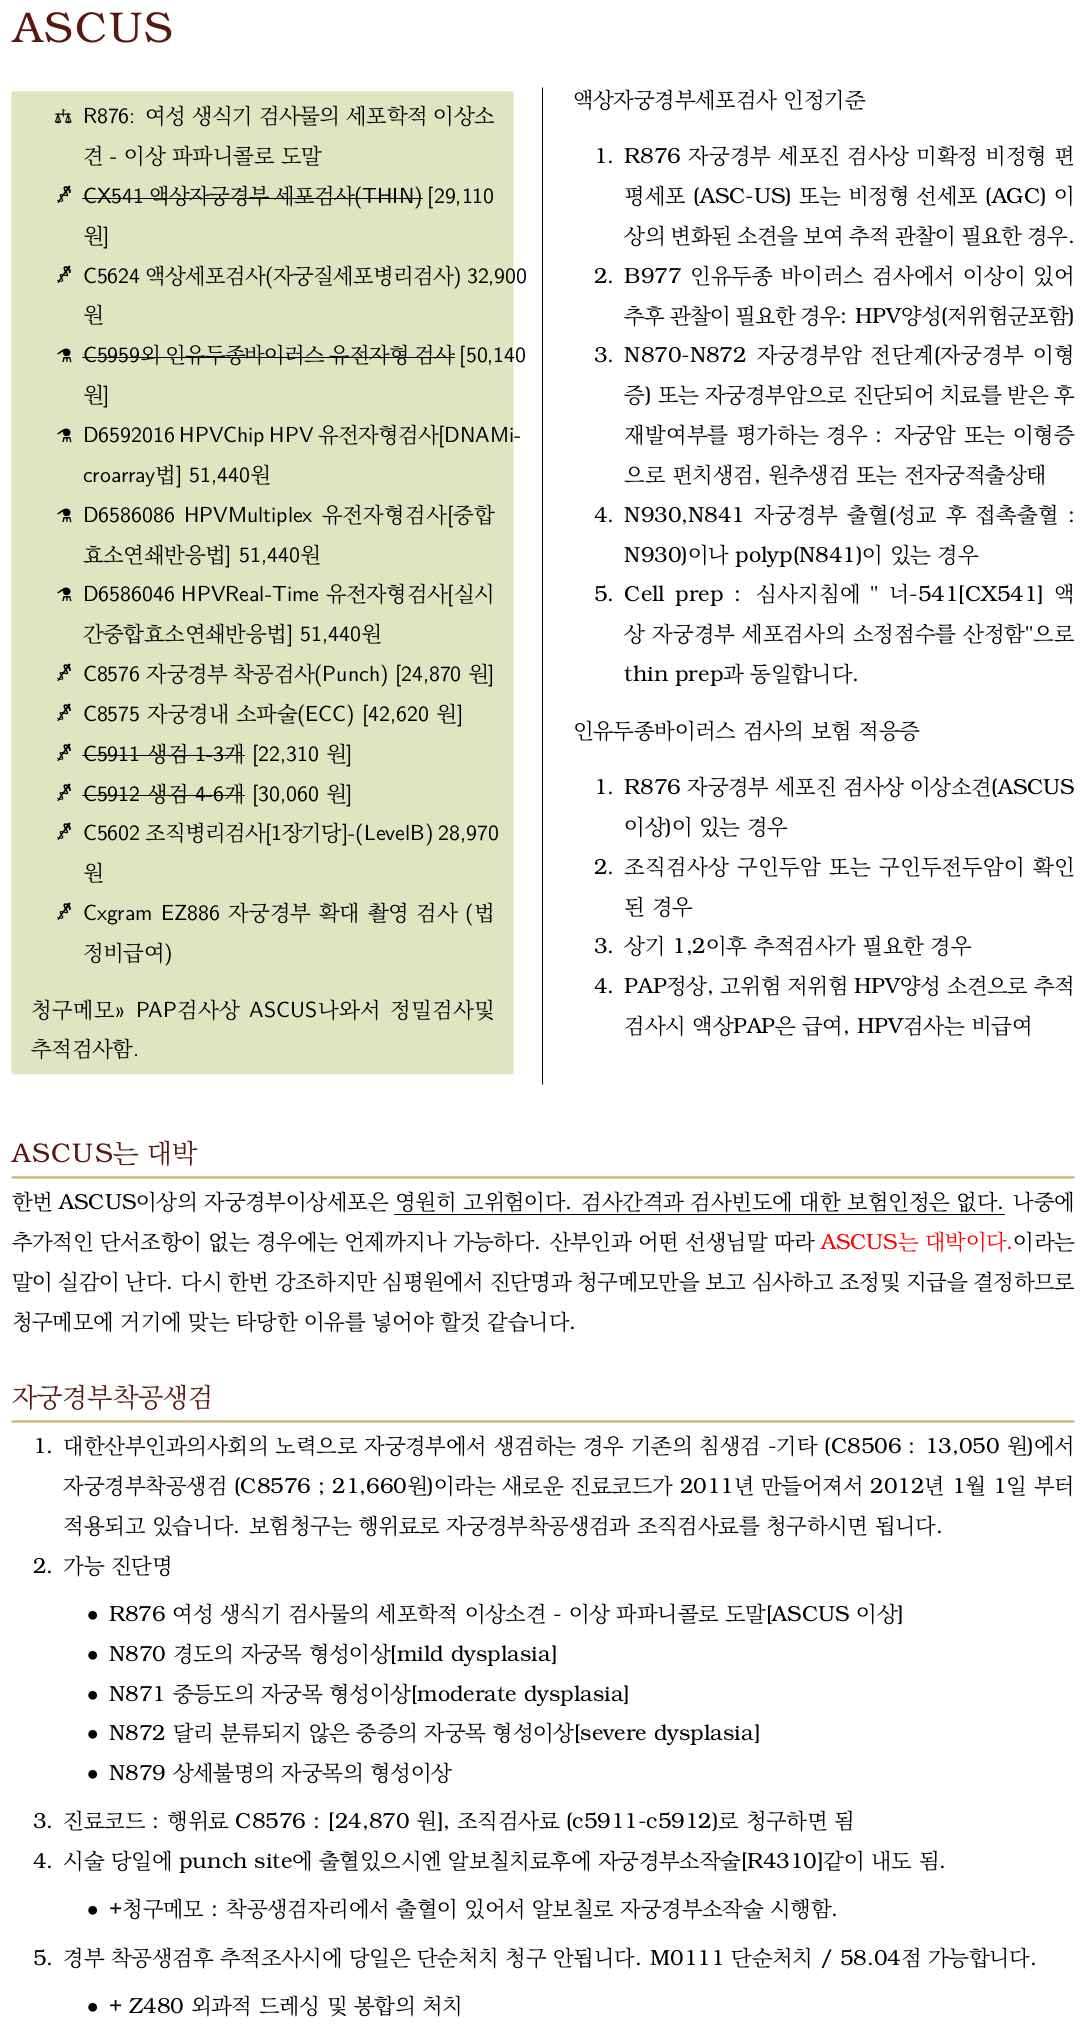 ASCUS
R876: 여성 생식기 검사물의 세포학적 이상소
견 - 이상 파파니콜로 도말
CX541 액상자궁경부 세포검사(THIN) [29,110
원]
C5624 액상세포검사(자궁질세포병리검사) 32,900
원
C5959외 인유두종바이러스 유전자형 검사 [50,140
원]
D6592016 HPVChip HPV 유전자형검사[DNAMi-
croarray법] 51,440원
D6586086 HPVMultiplex 유전자형검사[중합
효소연쇄반응법] 51,440원
D6586046 HPVReal-Time 유전자형검사[실시
간중합효소연쇄반응법] 51,440원
C8576 자궁경부 착공검사(Punch) [24,870 원]
C8575 자궁경내 소파술(ECC) [42,620 원]
C5911 생검 1-3개 [22,310 원]
C5912 생검 4-6개 [30,060 원]
C5602 조직병리검사[1장기당]-(LevelB) 28,970
원
Cxgram EZ886 자궁경부 확대 촬영 검사 (법
정비급여)
청구메모» PAP검사상 ASCUS나와서 정밀검사및
추적검사함.
액상자궁경부세포검사 인정기준
1. R876 자궁경부 세포진 검사상 미확정 비정형 편
평세포 (ASC-US) 또는 비정형 선세포 (AGC) 이
상의 변화된 소견을 보여 추적 관찰이 필요한 경우.
2. B977 인유두종 바이러스 검사에서 이상이 있어
추후 관찰이 필요한 경우: HPV양성(저위험군포함)
3. N870-N872 자궁경부암 전단계(자궁경부 이형
증) 또는 자궁경부암으로 진단되어 치료를 받은 후
재발여부를 평가하는 경우 : 자궁암 또는 이형증
으로 펀치생검, 원추생검 또는 전자궁적출상태
4. N930,N841 자궁경부 출혈(성교 후 접촉출혈 :
N930)이나 polyp(N841)이 있는 경우
5. Cell prep : 심사지침에 " 너-541[CX541] 액
상 자궁경부 세포검사의 소정점수를 산정함"으로
thin prep과 동일합니다.
인유두종바이러스 검사의 보험 적응증
1. R876 자궁경부 세포진 검사상 이상소견(ASCUS
이상)이 있는 경우
2. 조직검사상 구인두암 또는 구인두전두암이 확인
된 경우
3. 상기 1,2이후 추적검사가 필요한 경우
4. PAP정상, 고위험 저위험 HPV양성 소견으로 추적
검사시 액상PAP은 급여, HPV검사는 비급여
ASCUS는 대박
한번 ASCUS이상의 자궁경부이상세포은 영원히 고위험이다. 검사간격과 검사빈도에 대한 보험인정은 없다. 나중에
추가적인 단서조항이 없는 경우에는 언제까지나 가능하다. 산부인과 어떤 선생님말 따라 ASCUS는 대박이다.이라는
말이 실감이 난다. 다시 한번 강조하지만 심평원에서 진단명과 청구메모만을 보고 심사하고 조정및 지급을 결정하므로
청구메모에 거기에 맞는 타당한 이유를 넣어야 할것 같습니다.
자궁경부착공생검
1. 대한산부인과의사회의 노력으로 자궁경부에서 생검하는 경우 기존의 침생검 -기타 (C8506 : 13,050 원)에서
자궁경부착공생검 (C8576 ; 21,660원)이라는 새로운 진료코드가 2011년 만들어져서 2012년 1월 1일 부터
적용되고 있습니다. 보험청구는 행위료로 자궁경부착공생검과 조직검사료를 청구하시면 됩니다.
2. 가능 진단명
• R876 여성 생식기 검사물의 세포학적 이상소견 - 이상 파파니콜로 도말[ASCUS 이상]
• N870 경도의 자궁목 형성이상[mild dysplasia]
• N871 중등도의 자궁목 형성이상[moderate dysplasia]
• N872 달리 분류되지 않은 중증의 자궁목 형성이상[severe dysplasia]
• N879 상세불명의 자궁목의 형성이상
3. 진료코드 : 행위료 C8576 : [24,870 원], 조직검사료 (c5911-c5912)로 청구하면 됨
4. 시술 당일에 punch site에 출혈있으시엔 알보칠치료후에 자궁경부소작술[R4310]같이 내도 됨.
• +청구메모 : 착공생검자리에서 출혈이 있어서 알보칠로 자궁경부소작술 시행함.
5. 경부 착공생검후 추적조사시에 당일은 단순처치 청구 안됩니다. M0111 단순처치 / 58.04점 가능합니다.
• + Z480 외과적 드레싱 및 봉합의 처치